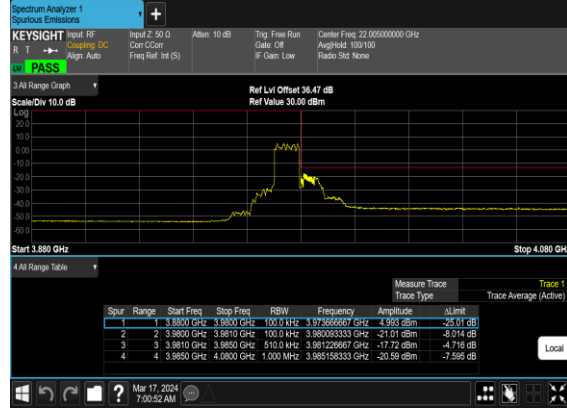 Spectrum Analyzer 1
Spurious Emissions
KEYSIGHT Input: RF Input Z: 50 Ω Atten: 10 dB Trig: Free Run Center Freq: 22.005000000 GHz
R T Coupling: DC Corr CCorr Gate: Off Avg|Hold: 100/100
Align: Auto Freq Ref: Int (S) IF Gain: Low Radio Std: None
LW PASS
3 All Range Graph
Ref Lvl Offset 36.47 dB
Scale/Div 10.0 dB Ref Value 30.00 dBm
Log
20.0
10.0
0.00
-10.0
-20.0
-30.0
-40.0
-50.0
-60.0
Start 3.880 GHz Stop 4.080 GHz
4 All Range Table
Measure Trace Trace 1
Trace Type Trace Average (Active)
Spur Range Start Freq Stop Freq RBW Frequency Amplitude ΔLimit
1 1 3.8800 GHz 3.9800 GHz 100.0 kHz 3.973666667 GHz 4.993 dBm -25.01 dB
2 2 3.9800 GHz 3.9810 GHz 100.0 kHz 3.980093333 GHz -21.01 dBm -8.014 dB
3 3 3.9810 GHz 3.9850 GHz 510.0 kHz 3.981226667 GHz -17.72 dBm -4.716 dB
4 4 3.9850 GHz 4.0800 GHz 1.000 MHz 3.985158333 GHz -20.59 dBm -7.595 dB
Local
? Mar 17, 2024
7:00:52 AM